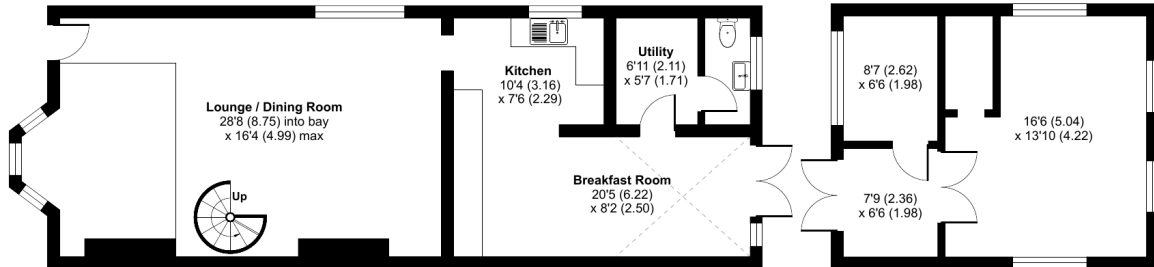 Lounge / Dining Room
28'8 (8.75) into bay
x 16'4 (4.99) max
Up
Kitchen
10'4 (3.16)
x 7'6 (2.29)
Utility
6'11 (2.11)
x 5'7 (1.71)
Breakfast Room
20'5 (6.22)
x 8'2 (2.50)
8'7 (2.62)
x 6'6 (1.98)
7'9 (2.36)
x 6'6 (1.98)
16'6 (5.04)
x 13'10 (4.22)